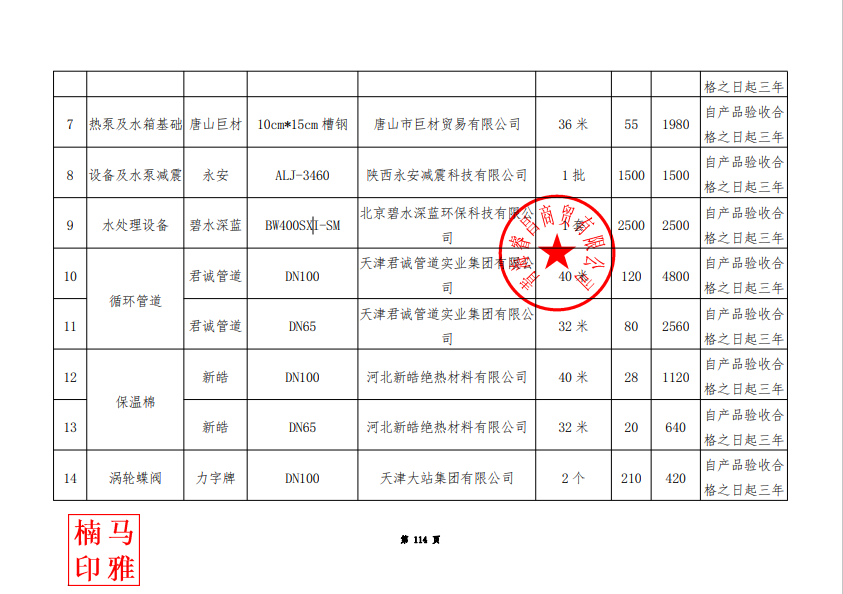 格之日起三年
7 热泵及水箱基础 唐山巨材 10cm*15cm 槽钢 唐山市巨材贸易有限公司 36 米 55 1980 自产品验收合
格之日起三年
8 设备及水泵减震 永安 ALJ-3460 陕西永安减震科技有限公司 1 批 1500 1500 自产品验收合
格之日起三年
9 水处理设备 碧水深蓝 BW400SXII-SM 北京碧水深蓝环保科技有限公
司 1 套 2500 2500 自产品验收合
格之日起三年
10 循环管道 君诚管道 DN100 天津君诚管道实业集团有限公
司 40 米 120 4800 自产品验收合
格之日起三年
11 君诚管道 DN65 天津君诚管道实业集团有限公
司 32 米 80 2560 自产品验收合
格之日起三年
12 保温棉 新皓 DN100 河北新皓绝热材料有限公司 40 米 28 1120 自产品验收合
格之日起三年
13 新皓 DN65 河北新皓绝热材料有限公司 32 米 20 640 自产品验收合
格之日起三年
14 涡轮蝶阀 力字牌 DN100 天津大站集团有限公司 2 个 210 420 自产品验收合
格之日起三年
商贸有限公司
楠马
印雅
第 114 页